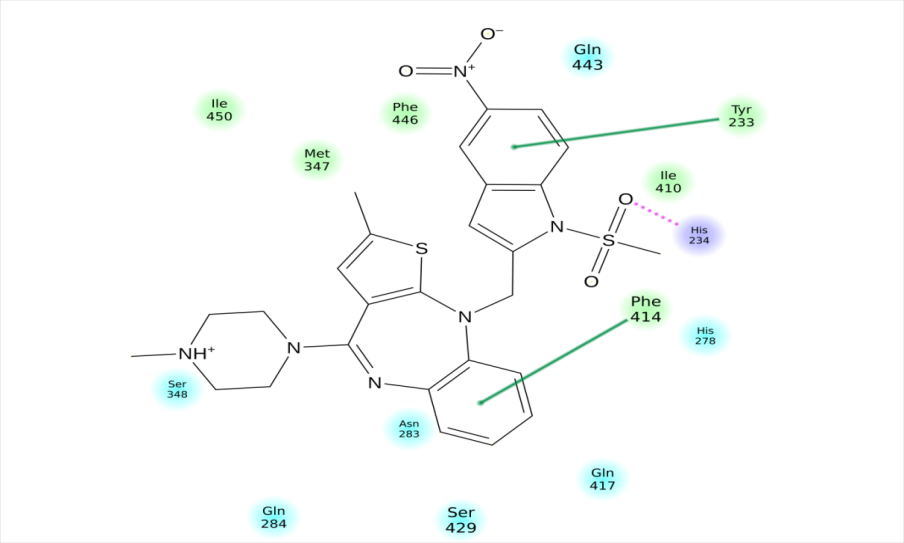 O⁻
Gln
443
O
N⁺
Ile
450
Phe
446
Tyr
233
Met
347
Ile
410
O
His
234
N
S
S
O
Phe
414
His
278
N
N
NH⁺
N
Ser
348
Asn
283
Gln
417
Gln
284
Ser
429